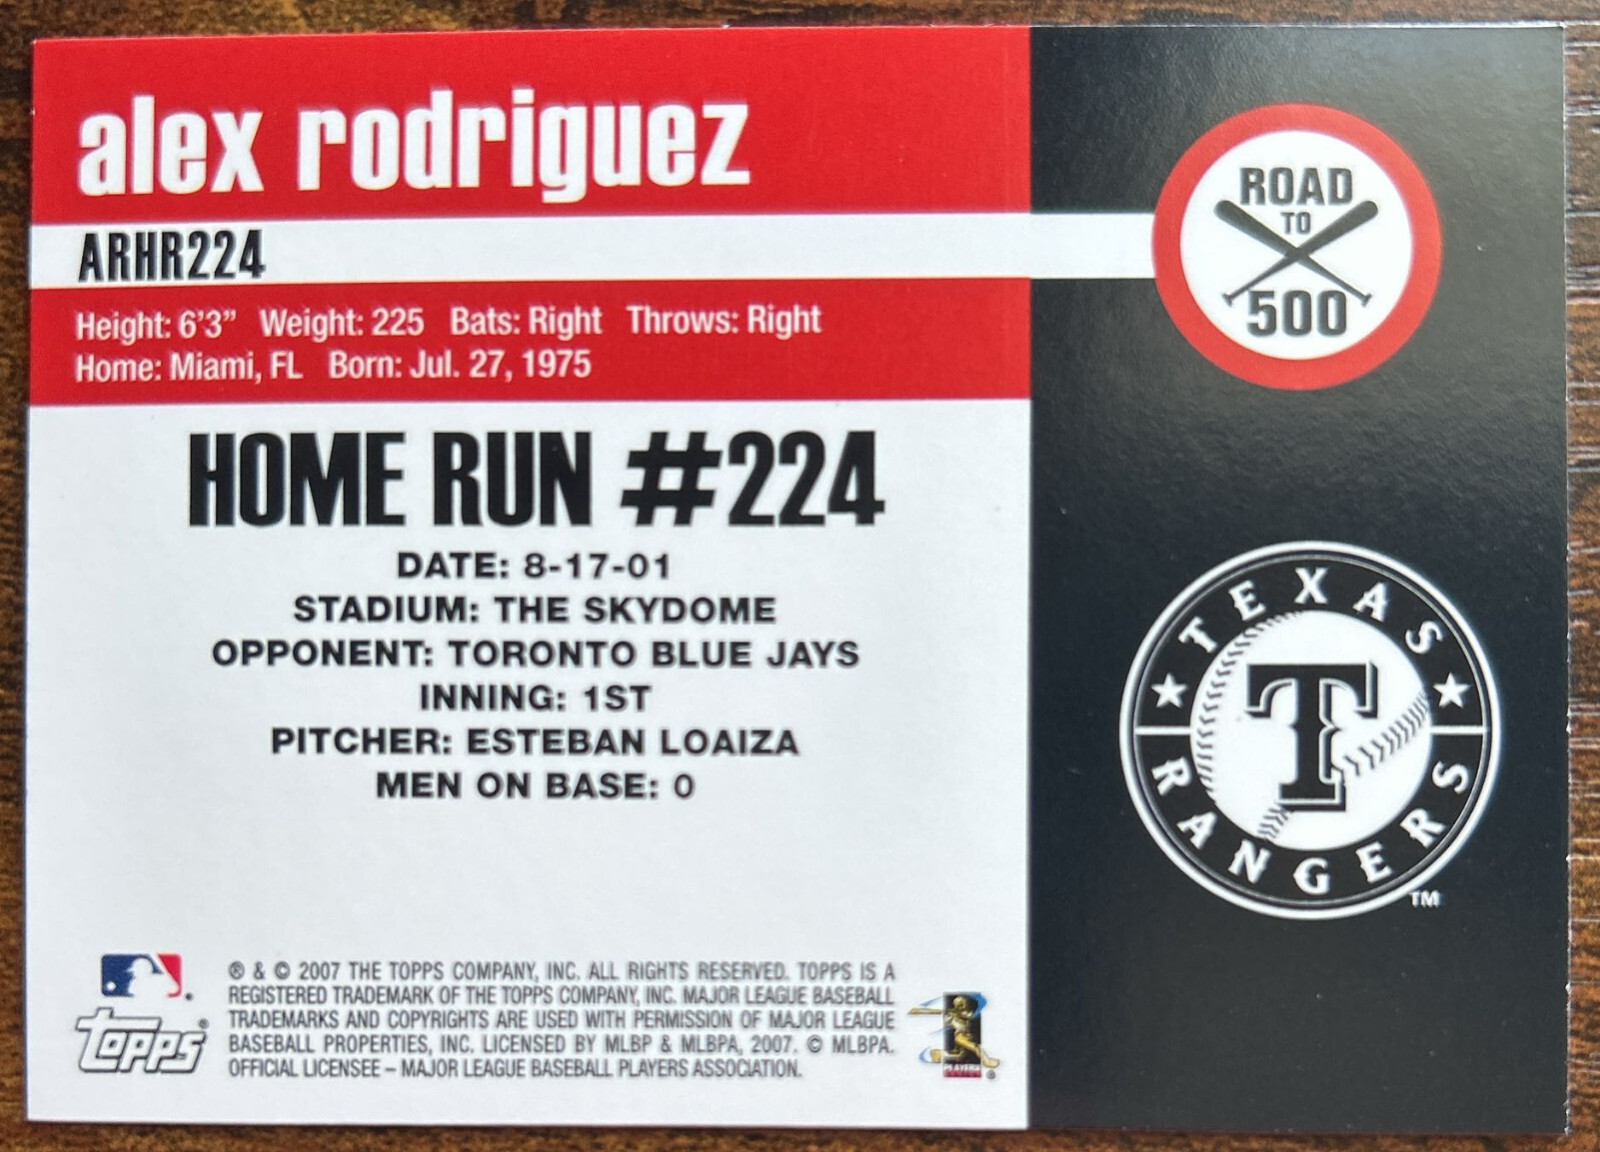 alex rodriguez
ARHR224
Height: 6'3" Weight: 225 Bats: Right Throws: Right
Home: Miami, FL Born: Jul. 27, 1975
ROAD
TO
500
HOME RUN #224
DATE: 8-17-01
STADIUM: THE SKYDOME
OPPONENT: TORONTO BLUE JAYS
INNING: 1ST
PITCHER: ESTEBAN LOAIZA
MEN ON BASE: 0
TEXAS
T
RANGERS
TM
topps®
® & © 2007 THE TOPPS COMPANY, INC. ALL RIGHTS RESERVED. TOPPS IS A
REGISTERED TRADEMARK OF THE TOPPS COMPANY, INC. MAJOR LEAGUE BASEBALL
TRADEMARKS AND COPYRIGHTS ARE USED WITH PERMISSION OF MAJOR LEAGUE
BASEBALL PROPERTIES, INC. LICENSED BY MLBP & MLBPA, 2007. © MLBPA.
OFFICIAL LICENSEE – MAJOR LEAGUE BASEBALL PLAYERS ASSOCIATION.
PLAYERS